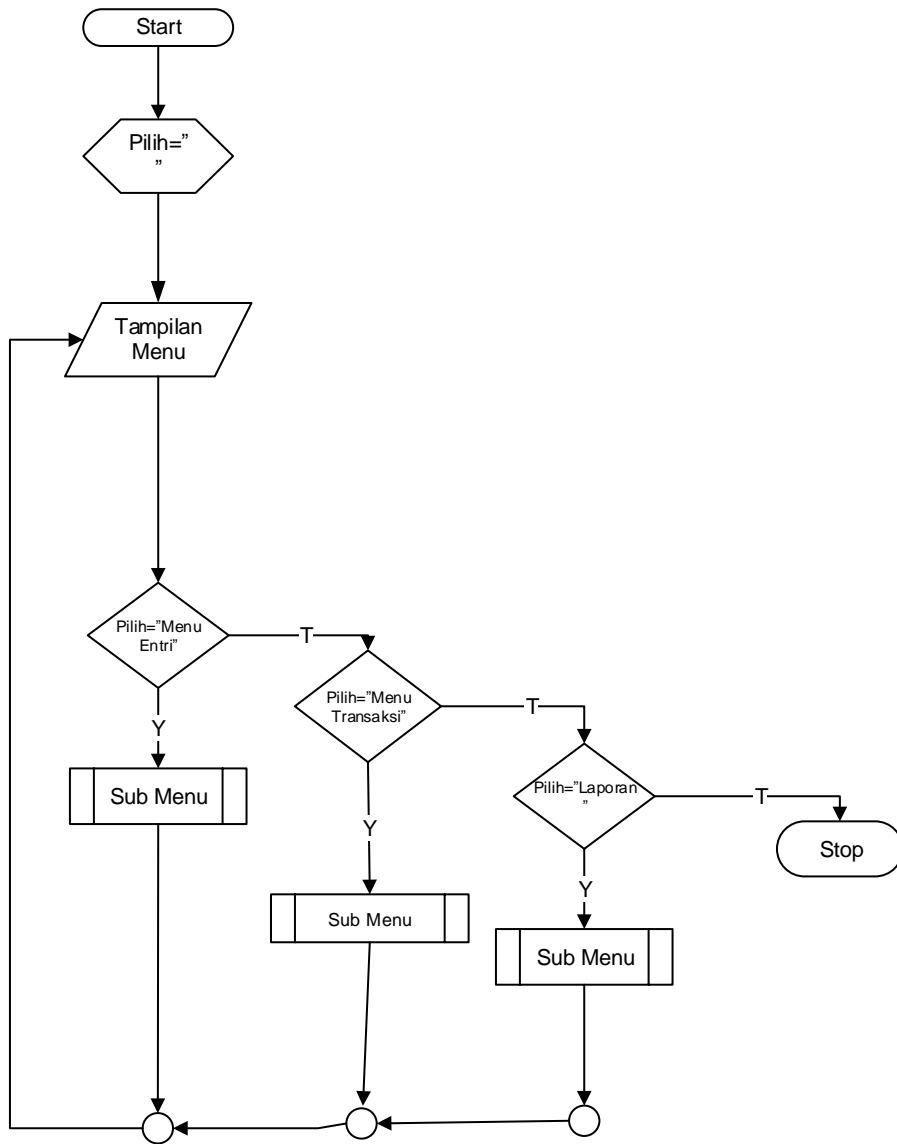 Start
Pilih=”
”
Tampilan
Menu
Pilih=”Menu
Entri”
T
Pilih=”Menu
Transaksi”
T
Y
Pilih=”Laporan
”
T
Sub Menu
Y
Stop
Y
Sub Menu
Sub Menu